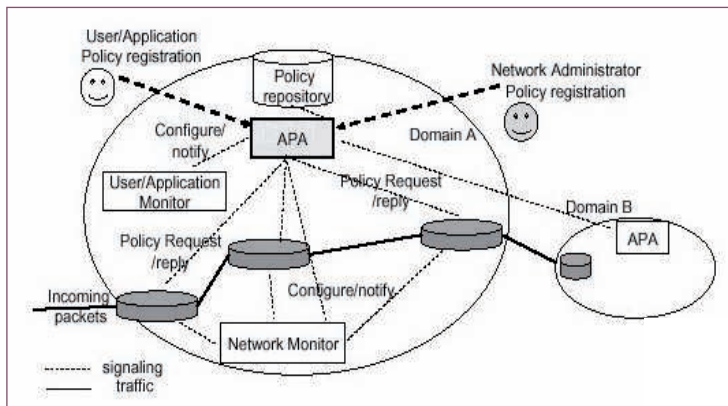 User/Application
Policy registration
Policy
repository
Network Administrator
Policy registration
Configure/
notify
APA
Domain A
User/Application
Monitor
Policy Request
/reply
Domain B
APA
Policy Request
/reply
Configure/notify
Incoming
packets
Network Monitor
signaling
traffic